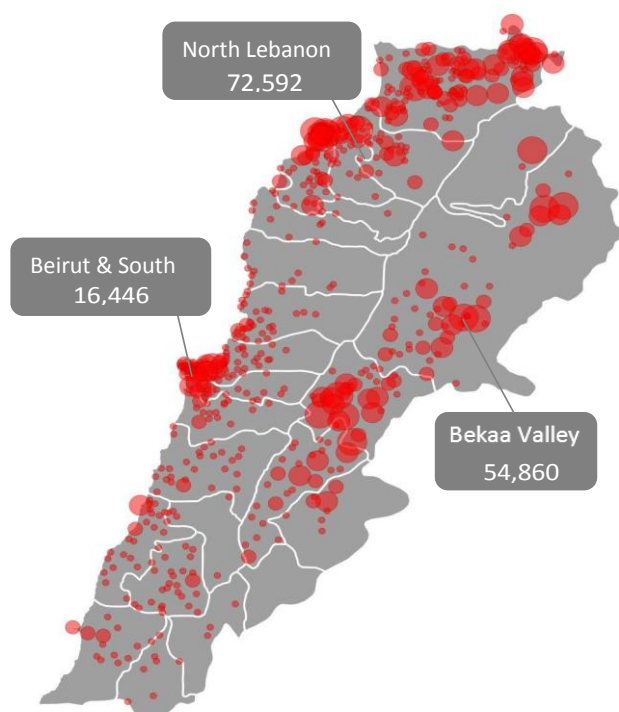 North Lebanon
72,592
Beirut & South
16,446
Bekaa Valley
54,860